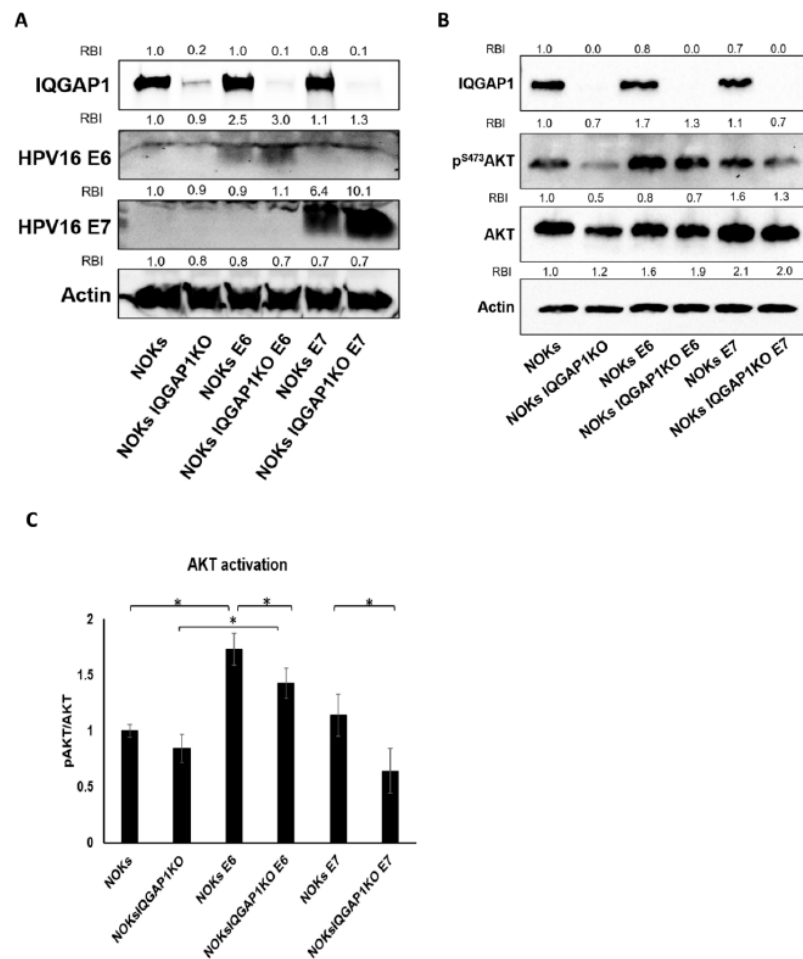 A
RBI 1.0 0.2 1.0 0.1 0.8 0.1
IQGAP1
RBI 1.0 0.9 2.5 3.0 1.1 1.3
HPV16 E6
RBI 1.0 0.9 0.9 1.1 6.4 10.1
HPV16 E7
RBI 1.0 0.8 0.8 0.7 0.7 0.7
Actin
NOKs
NOKs IQGAP1KO
NOKs E6
NOKs IQGAP1KO E6
NOKs E7
NOKs IQGAP1KO E7
B
RBI 1.0 0.0 0.8 0.0 0.7 0.0
IQGAP1
RBI 1.0 0.7 1.7 1.3 1.1 0.7
pS473AKT
RBI 1.0 0.5 0.8 0.7 1.6 1.3
AKT
RBI 1.0 1.2 1.6 1.9 2.1 2.0
Actin
NOKs
NOKs IQGAP1KO
NOKs E6
NOKs IQGAP1KO E6
NOKs E7
NOKs IQGAP1KO E7
C
AKT activation
* * *
*
pAKT/AKT
2
1.5
1
0.5
0
NOKs
NOKsIQGAP1KO
NOKs E6
NOKsIQGAP1KO E6
NOKs E7
NOKsIQGAP1KO E7